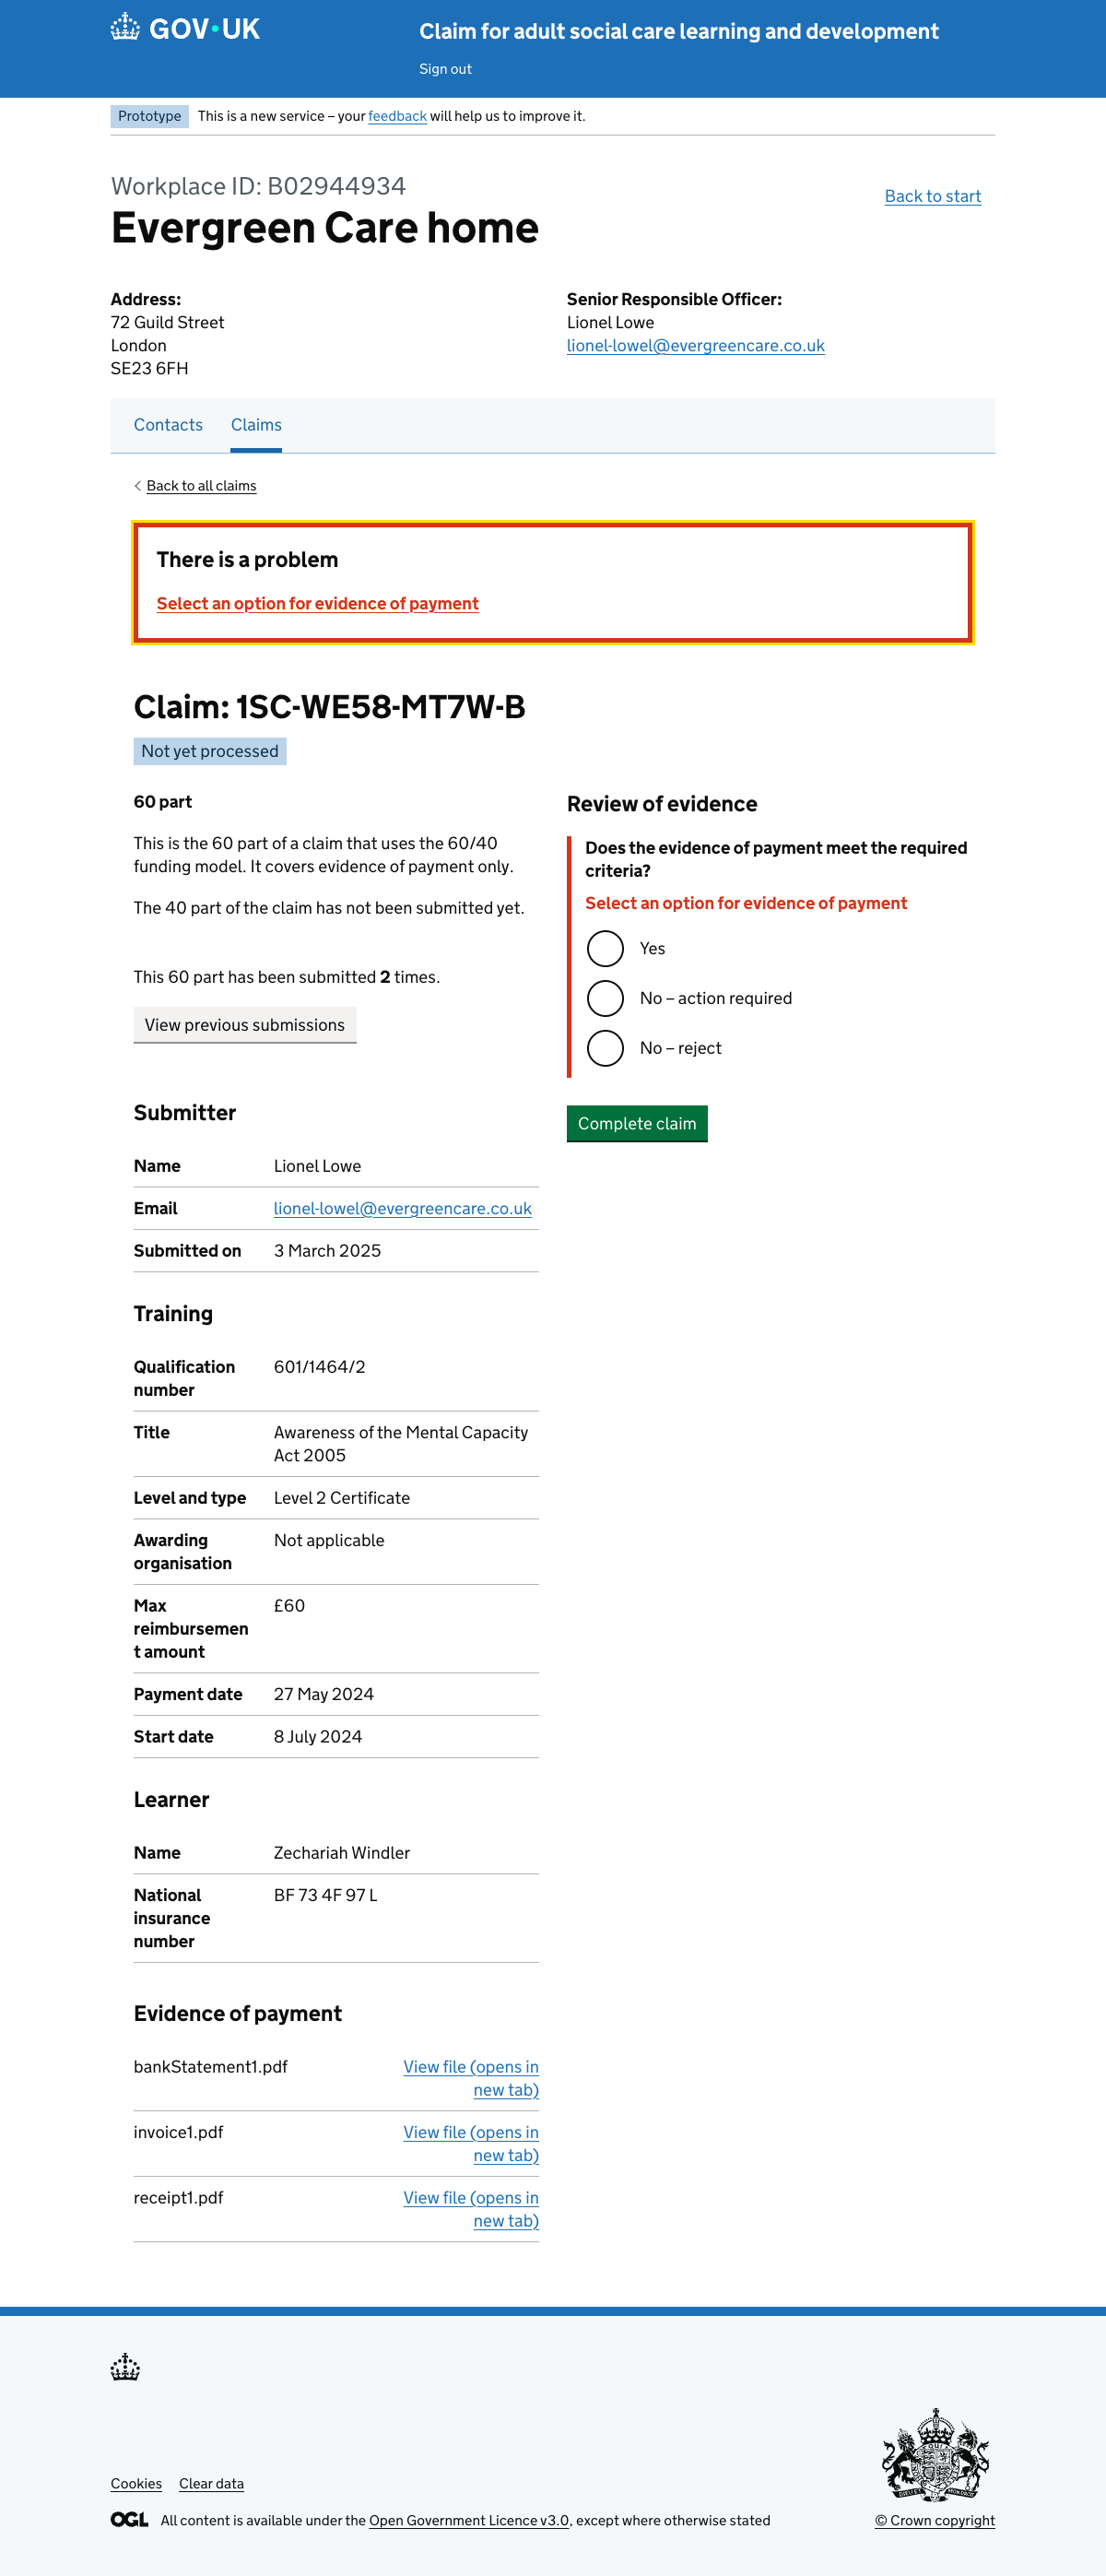 GOV·UK
Claim for adult social care learning and development
Sign out
Prototype
This is a new service – your feedback will help us to improve it.
Workplace ID: B02944934
Evergreen Care home
Back to start
Address:
72 Guild Street
London
SE23 6FH
Senior Responsible Officer:
Lionel Lowe
lionel-lowel@evergreencare.co.uk
Contacts
Claims
Back to all claims
There is a problem
Select an option for evidence of payment
Claim: 1SC-WE58-MT7W-B
Not yet processed
60 part
This is the 60 part of a claim that uses the 60/40
funding model. It covers evidence of payment only.
The 40 part of the claim has not been submitted yet.
This 60 part has been submitted 2 times.
View previous submissions
Review of evidence
Does the evidence of payment meet the required
criteria?
Select an option for evidence of payment
Yes
No – action required
No – reject
Complete claim
Submitter
Name Lionel Lowe
Email lionel-lowel@evergreencare.co.uk
Submitted on 3 March 2025
Training
Qualification 601/1464/2
number
Title Awareness of the Mental Capacity
Act 2005
Level and type Level 2 Certificate
Awarding Not applicable
organisation
Max £60
reimbursemen
t amount
Payment date 27 May 2024
Start date 8 July 2024
Learner
Name Zechariah Windler
National BF 73 4F 97 L
insurance
number
Evidence of payment
bankStatement1.pdf View file (opens in
new tab)
invoice1.pdf View file (opens in
new tab)
receipt1.pdf View file (opens in
new tab)
Cookies Clear data
OGL All content is available under the Open Government Licence v3.0, except where otherwise stated
© Crown copyright